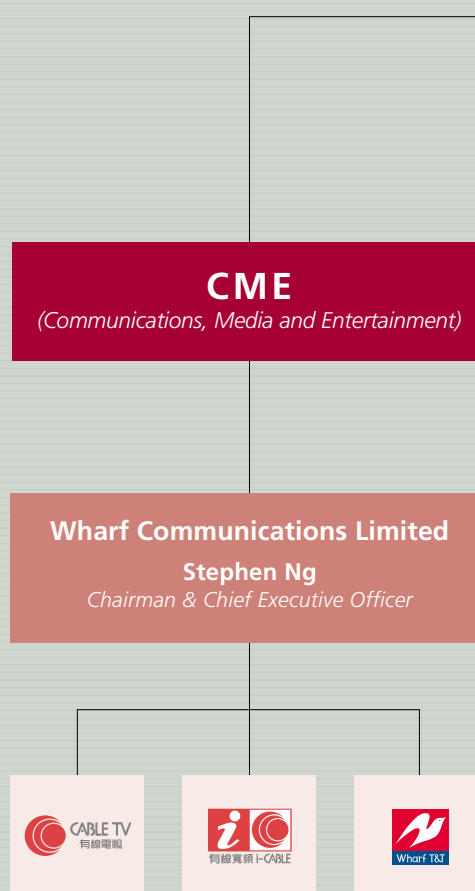 CME
(Communications, Media and Entertainment)
Wharf Communications Limited
Stephen Ng
Chairman & Chief Executive Officer
CABLE TV
有線電視
有線寬頻 i-CABLE
Wharf T&T